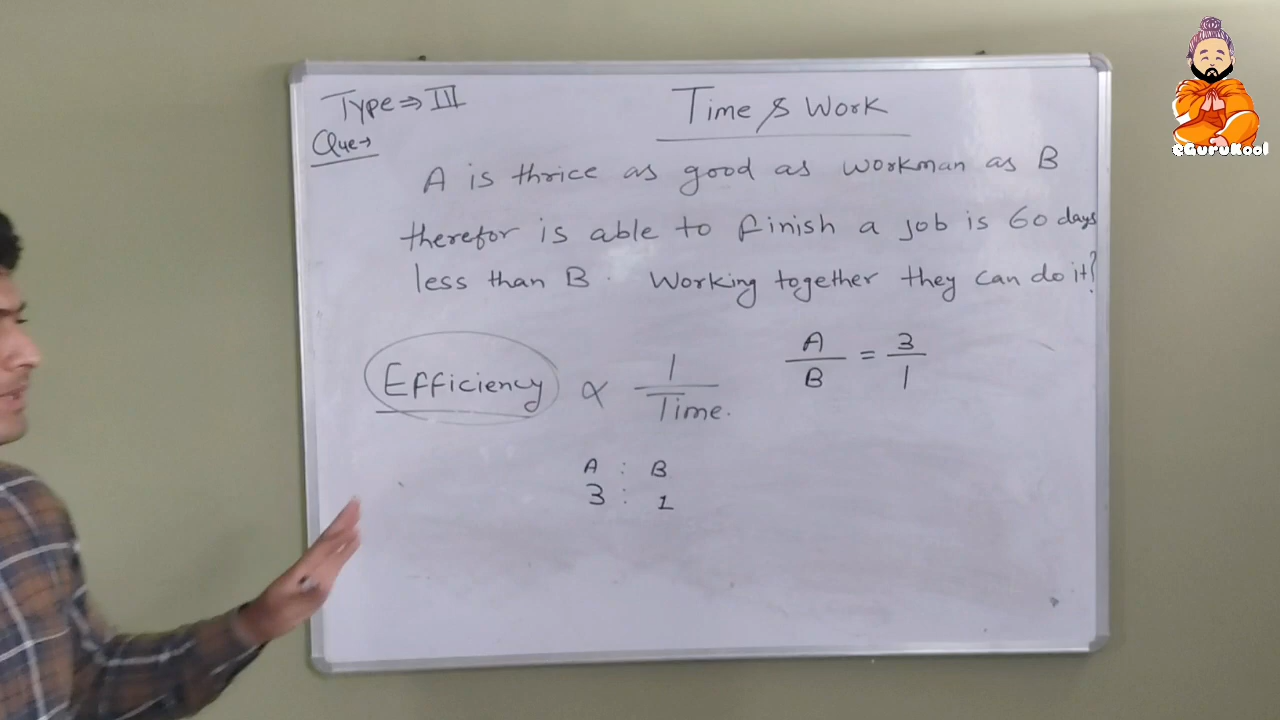 Type ⇒ III
Time & Work
Que→
A is thrice as good as workman as B
therefor is able to finish a job is 60 days
less than B. Working together they can do it?
Efficiency ∝ 1/Time.
A/B = 3/1
A : B
3 : 1
eGuruKool